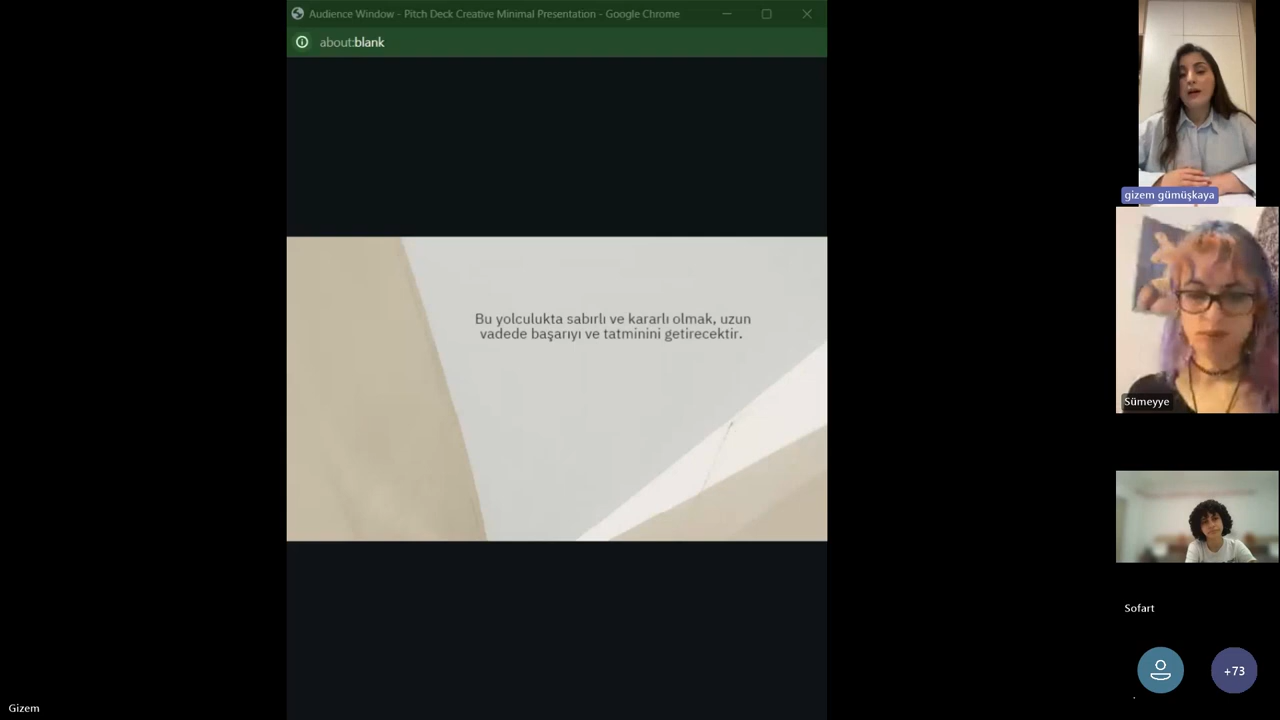 Audience Window - Pitch Deck Creative Minimal Presentation - Google Chrome
about:blank
Bu yolculukta sabırlı ve kararlı olmak, uzun
vadede başarıyı ve tatminini getirecektir.
gizem gümüşkaya
Sümeyye
Sofart
+73
Gizem